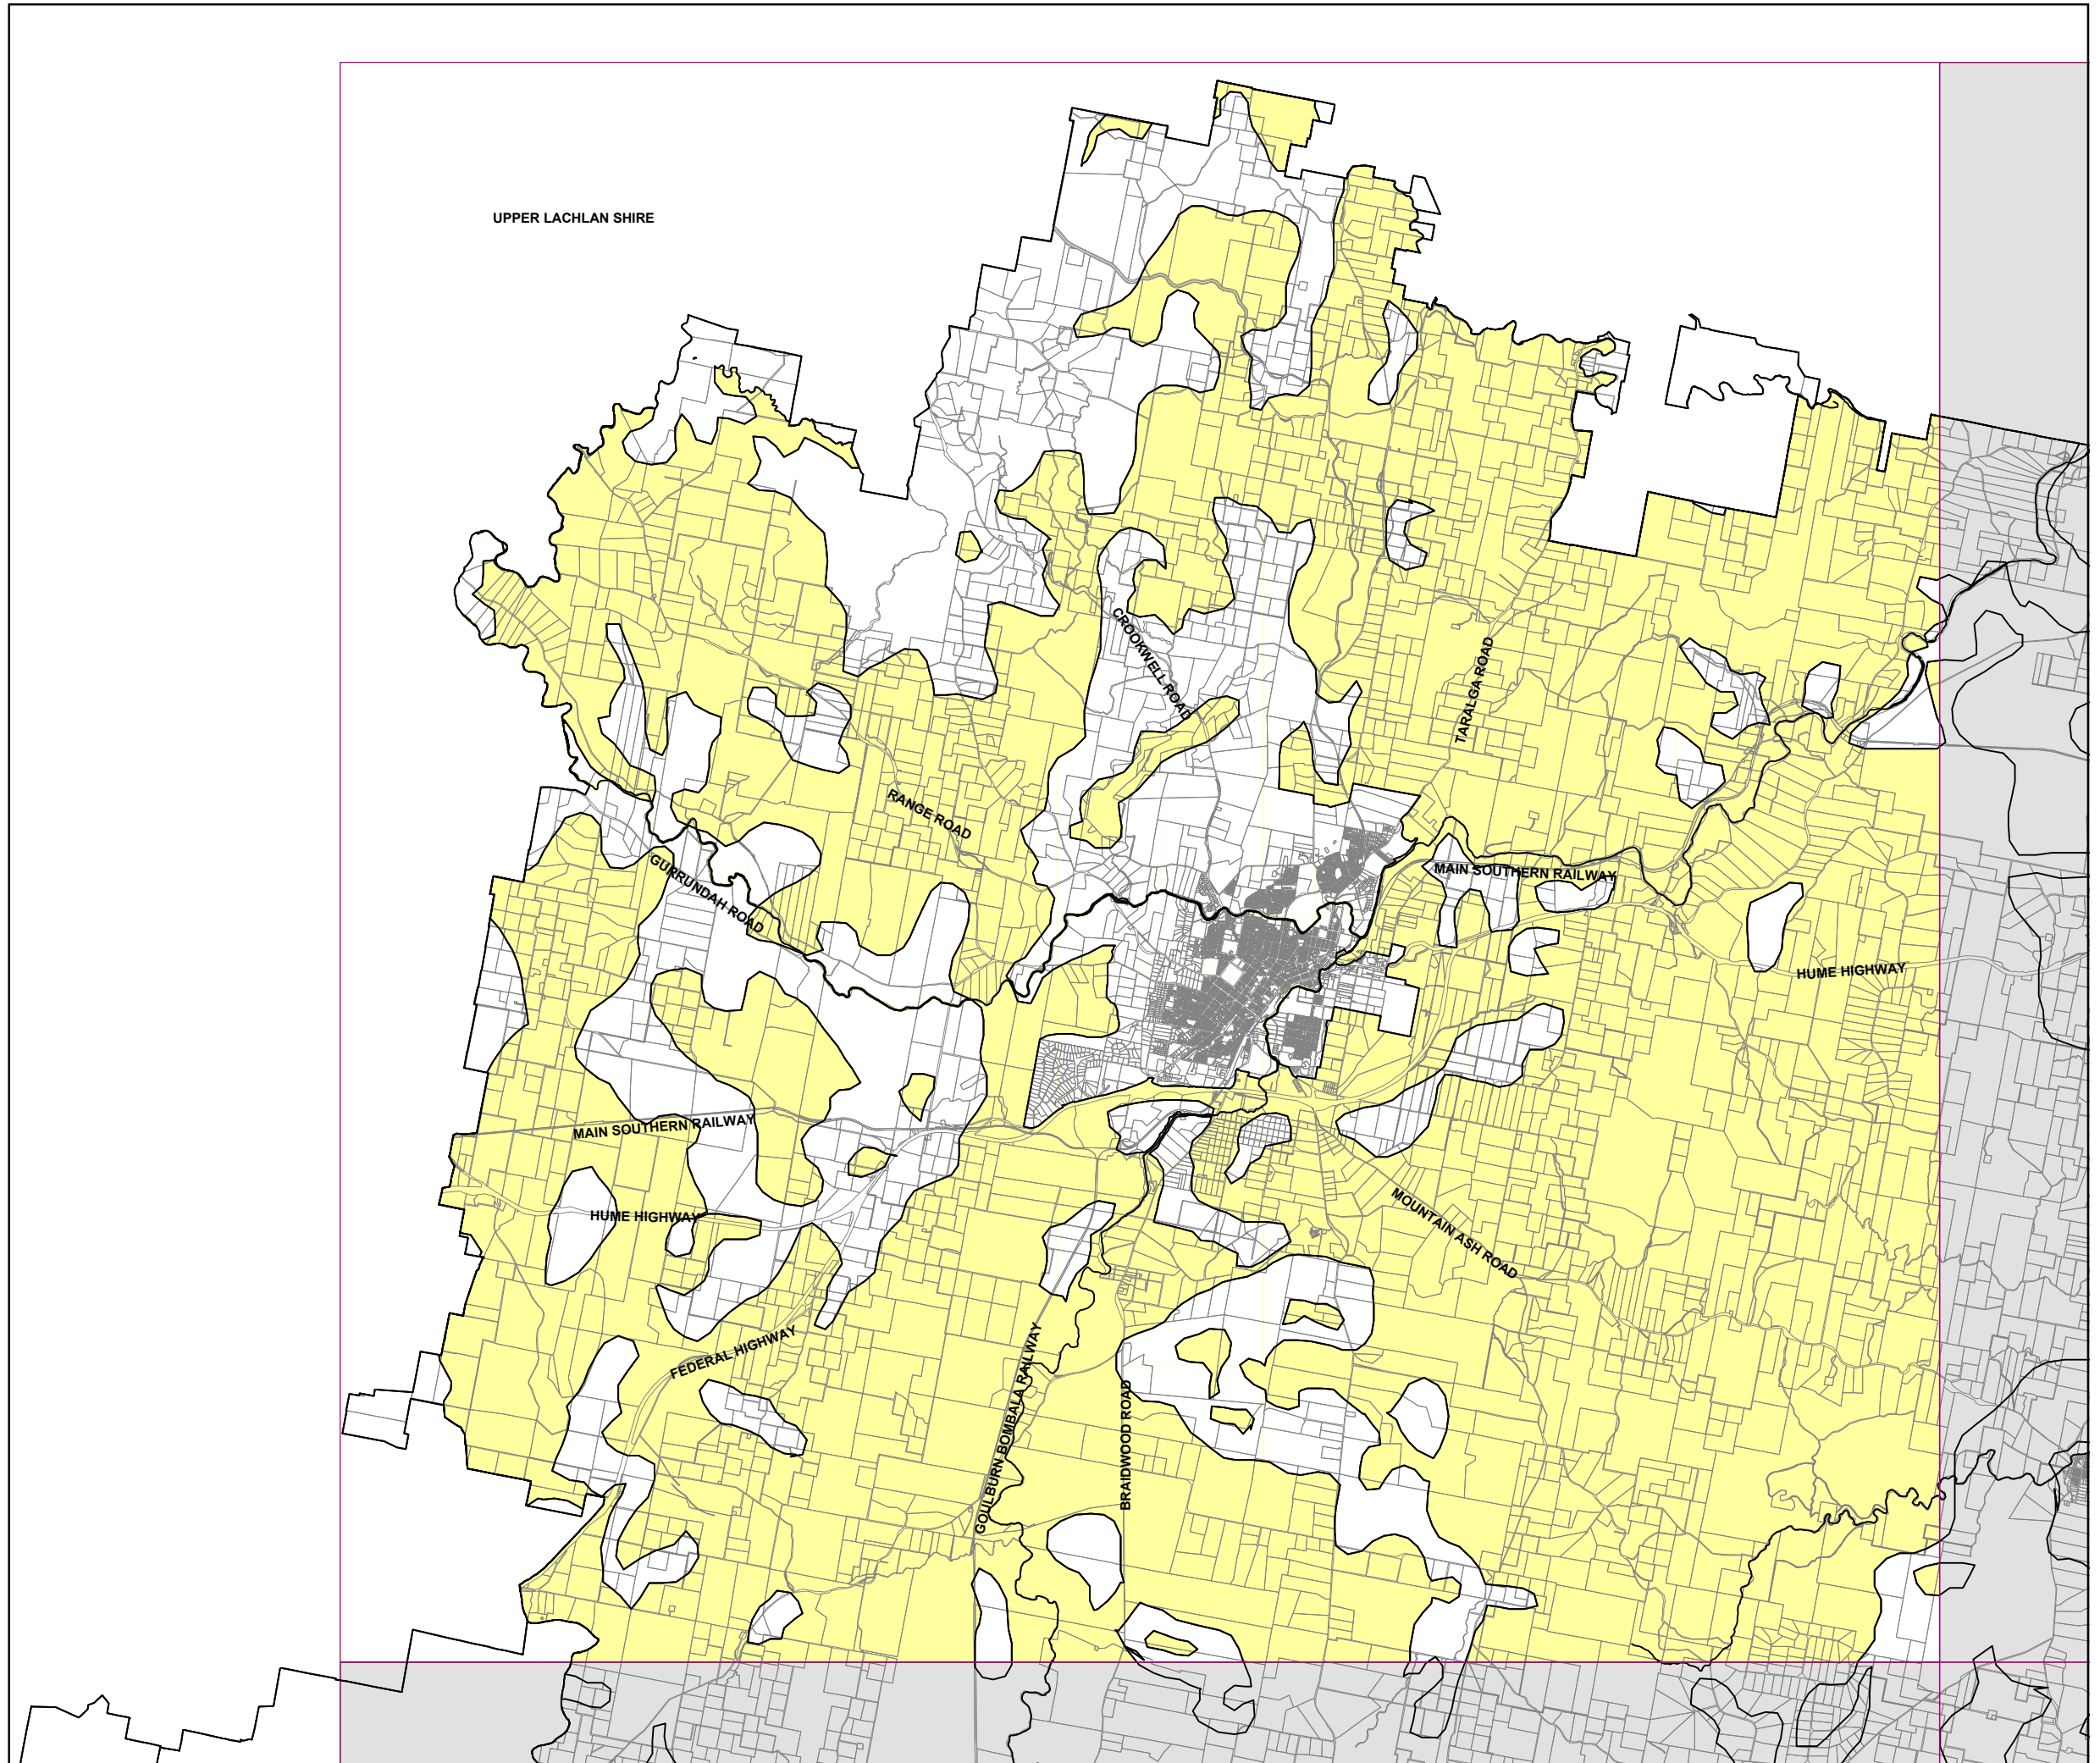 UPPER LACHLAN SHIRE
CROOKWELL ROAD
TARALGA ROAD
RANGE ROAD
GURRUNDAH ROAD
MAIN SOUTHERN RAILWAY
HUME HIGHWAY
MAIN SOUTHERN RAILWAY
HUME HIGHWAY
MOUNTAIN ASH ROAD
FEDERAL HIGHWAY
GOULBURN BOMBALA RAILWAY
BRAIDWOOD ROAD